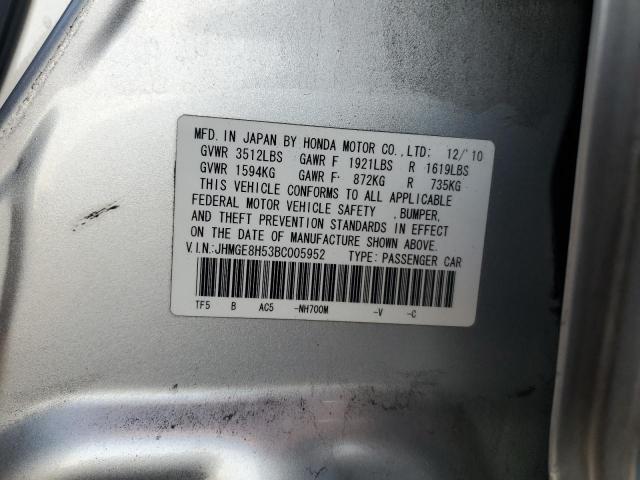 MFD. IN JAPAN BY HONDA MOTOR CO.,LTD: 12/'10
GVWR 3512LBS GAWR F 1921LBS R 1619LBS
GVWR 1594KG GAWR F: 872KG R 735KG
THIS VEHICLE CONFORMS TO ALL APPLICABLE
FEDERAL MOTOR VEHICLE SAFETY ,BUMPER,
AND THEFT PREVENTION STANDARDS IN EFFECT
ON THE DATE OF MANUFACTURE SHOWN ABOVE.
V.I.N.:JHMGE8H53BC005952 TYPE: PASSENGER CAR
TF5 B AC5 -NH700M -V -C